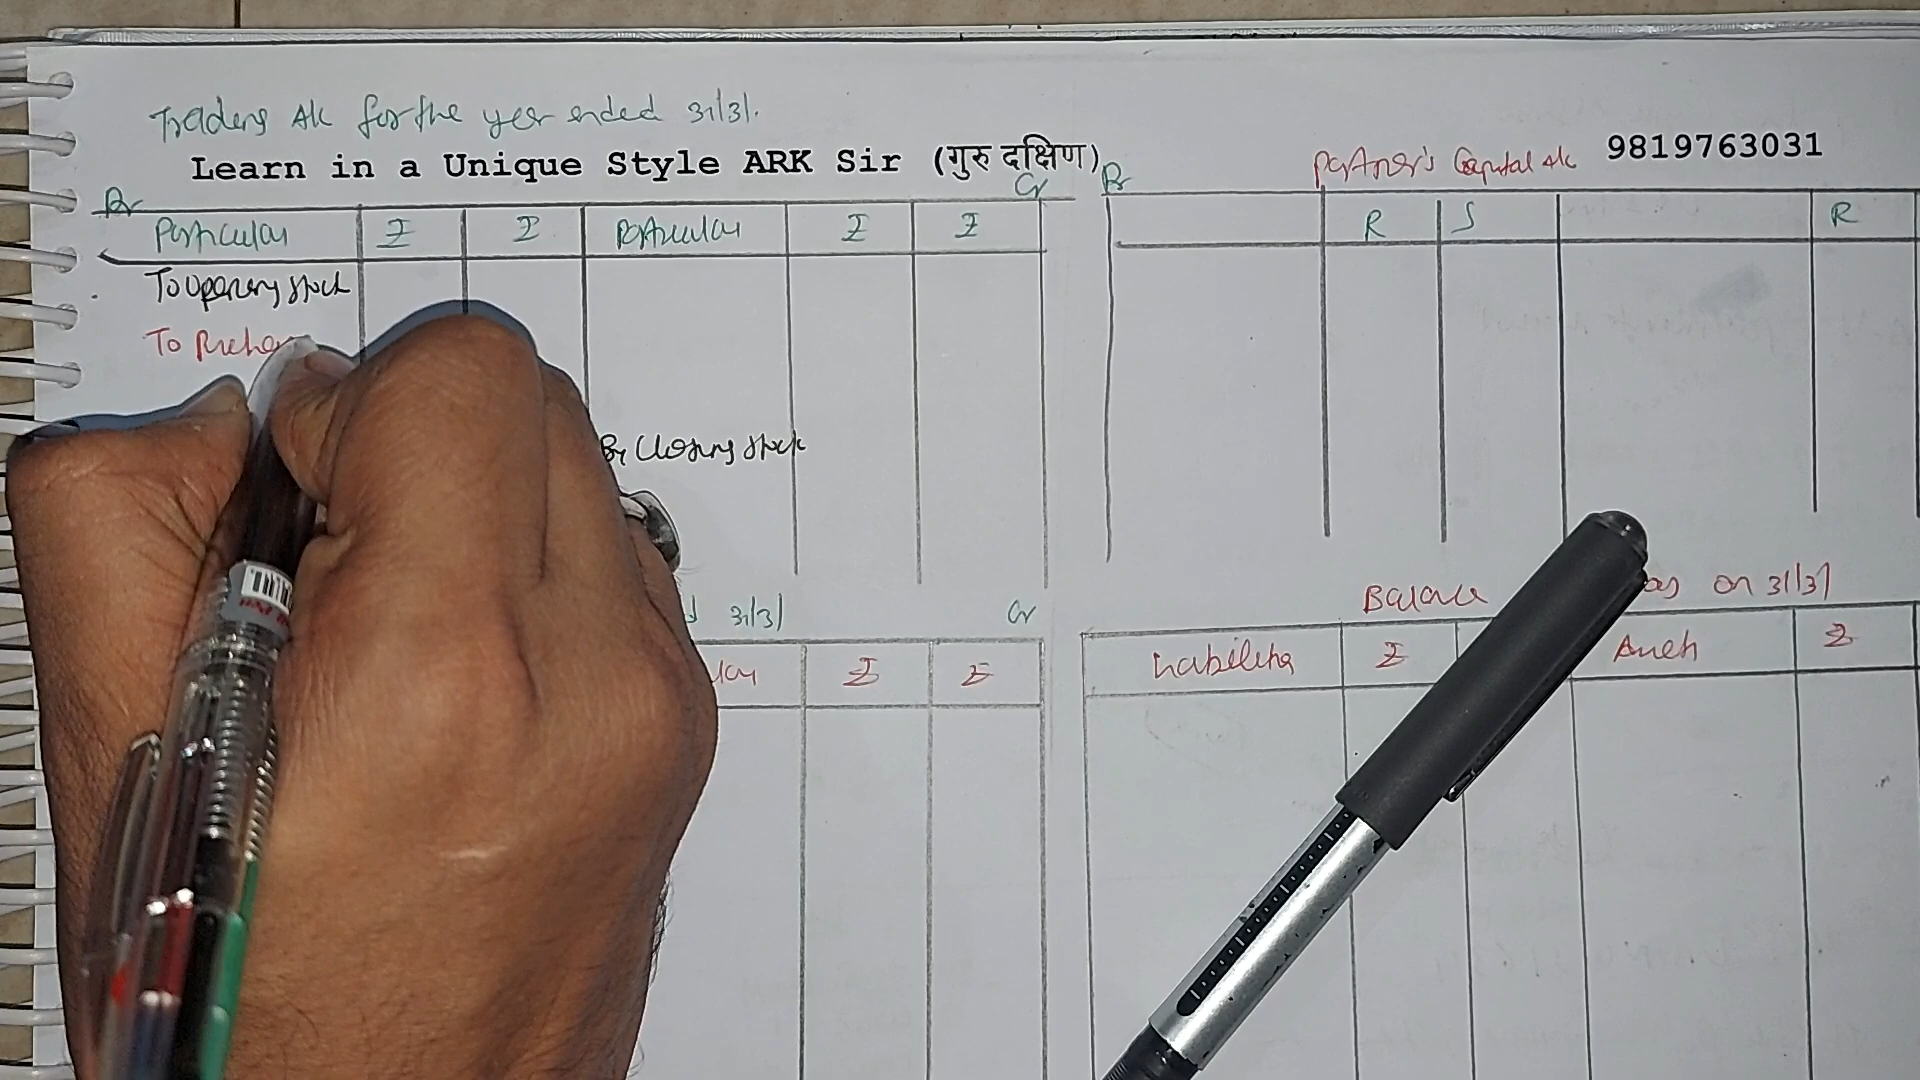 Trading A/c for the year ended 31/3/.
Learn in a Unique Style ARK Sir (गुरु दक्षिण)
9819763031
Partner's Capital A/c
Dr Cr
Particular ₹ ₹ Particular ₹ ₹
To Opening stock
To Purchas
By Closing stock
Dr
R S R
31/3/ Cr
₹ ₹
Balance as on 31/3/
Liabilities ₹ Assets ₹